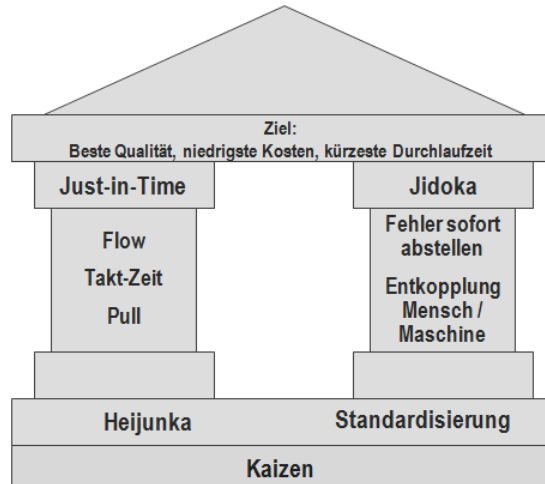 Ziel:
Beste Qualität, niedrigste Kosten, kürzeste Durchlaufzeit
Just-in-Time
Flow
Takt-Zeit
Pull
Jidoka
Fehler sofort
abstellen
Entkopplung
Mensch /
Maschine
Heijunka
Standardisierung
Kaizen